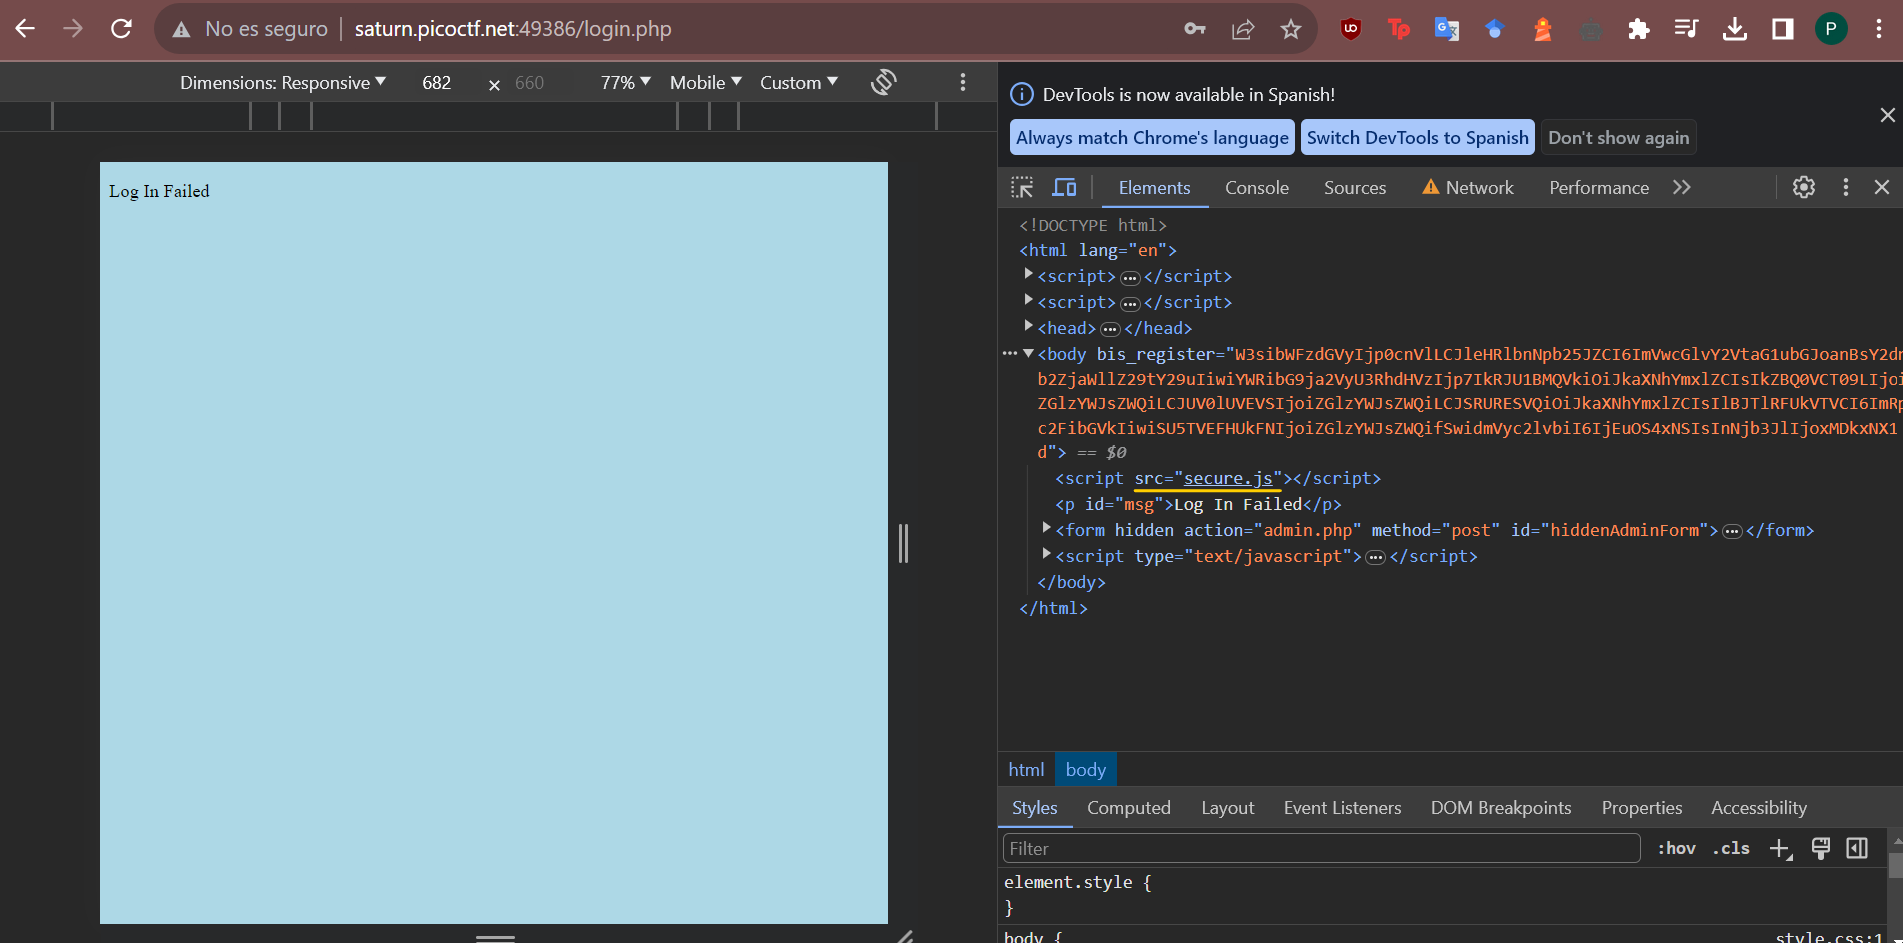 No es seguro | saturn.picoctf.net:49386/login.php
P
Dimensions: Responsive 682 × 660 77% Mobile Custom
Log In Failed
DevTools is now available in Spanish!
Always match Chrome's language Switch DevTools to Spanish Don't show again
Elements Console Sources Network Performance
<!DOCTYPE html>
<html lang="en">
<script>…</script>
<script>…</script>
<head>…</head>
<body bis_register="W3sibWFzdGVyIjp0cnVlLCJleHRlbnNpb25JZCI6ImVwcGlvY2VtaG1ubGJoanBsY2dr
b2ZjaWllZ29tY29uIiwiYWRibG9ja2VyU3RhdHVzIjp7IkRJU1BMQVkiOiJkaXNhYmxlZCIsIkZBQ0VCT09LIjoi
ZGlzYWJsZWQiLCJUV0lUVEVSIjoiZGlzYWJsZWQiLCJSRURESVQiOiJkaXNhYmxlZCIsIlBJTlRFUkVTVCI6ImRp
c2FibGVkIiwiSU5TVEFHUkFNIjoiZGlzYWJsZWQifSwidmVyc2lvbiI6IjEuOS4xNSIsInNjb3JlIjoxMDkxNX1
d"> == $0
<script src="secure.js"></script>
<p id="msg">Log In Failed</p>
<form hidden action="admin.php" method="post" id="hiddenAdminForm">…</form>
<script type="text/javascript">…</script>
</body>
</html>
html body
Styles Computed Layout Event Listeners DOM Breakpoints Properties Accessibility
Filter :hov .cls
element.style {
}
body { style.css:1